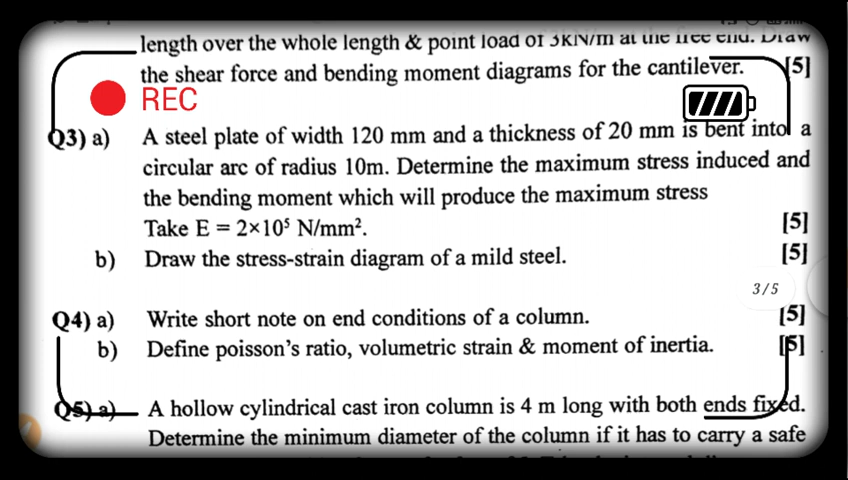 length over the whole length & point load of 3kN/m at the free end. Draw
the shear force and bending moment diagrams for the cantilever. [5]
REC
Q3) a) A steel plate of width 120 mm and a thickness of 20 mm is bent into a
circular arc of radius 10m. Determine the maximum stress induced and
the bending moment which will produce the maximum stress
Take E = 2×10⁵ N/mm². [5]
b) Draw the stress-strain diagram of a mild steel. [5]
3/5
Q4) a) Write short note on end conditions of a column. [5]
b) Define poisson's ratio, volumetric strain & moment of inertia. [5]
Q5) a) A hollow cylindrical cast iron column is 4 m long with both ends fixed.
Determine the minimum diameter of the column if it has to carry a safe